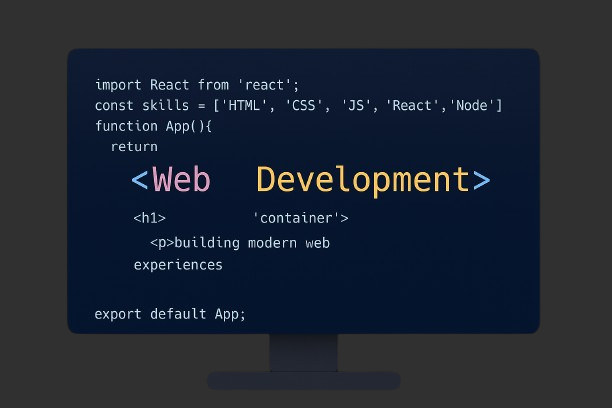 import React from 'react';
const skills = ['HTML', 'CSS', 'JS', 'React','Node']
function App(){
return
<Web Development>
<h1> 'container'>
<p>building modern web
experiences
export default App;